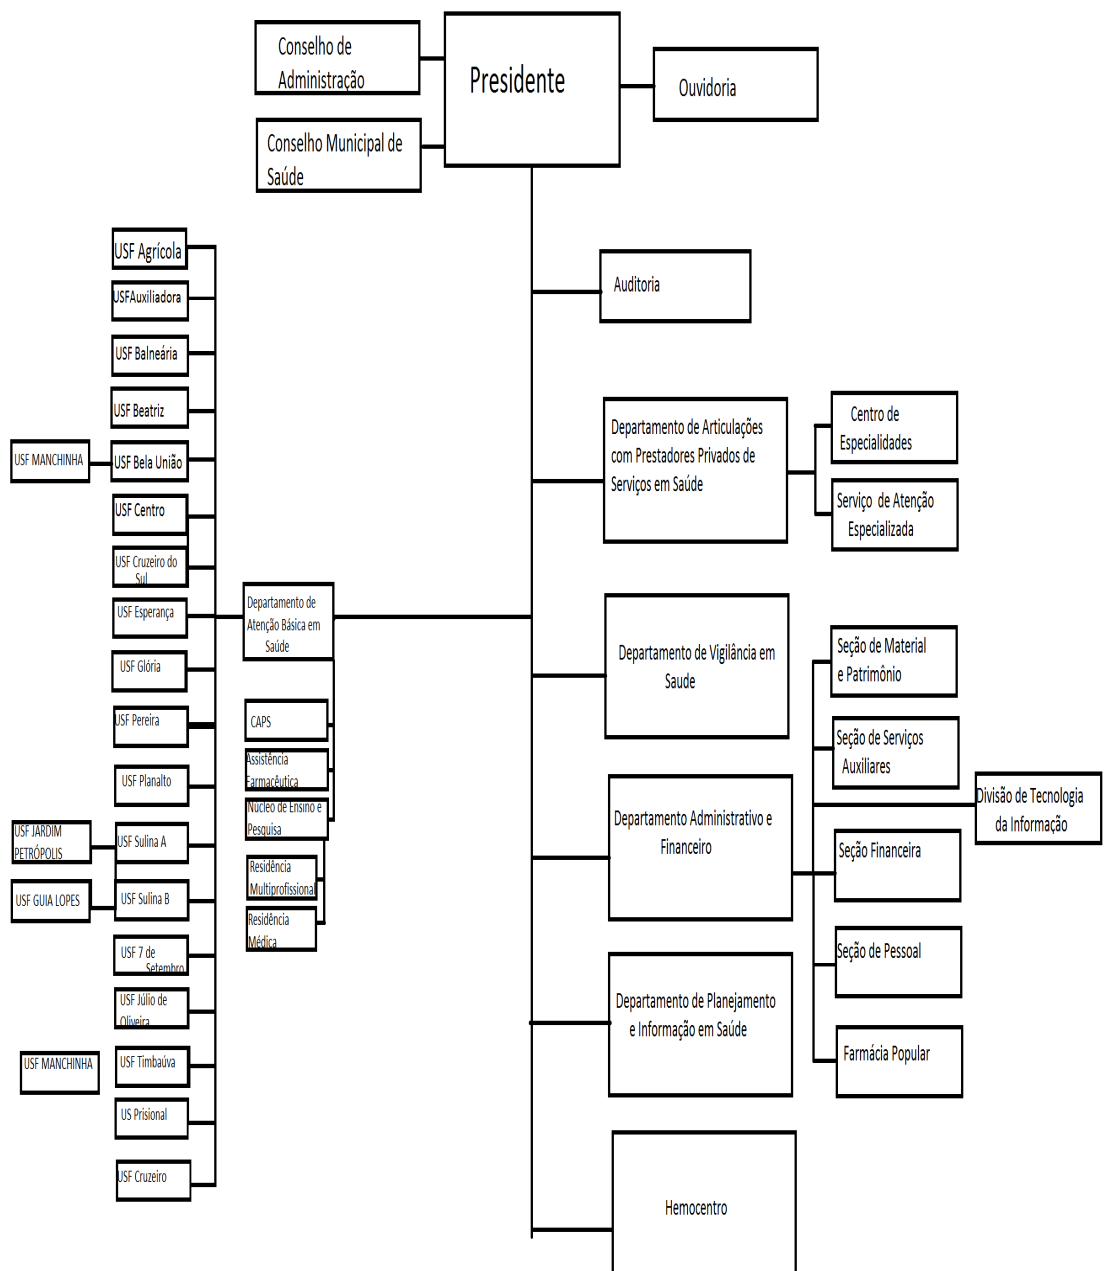 Conselho de
Administração
Presidente
Ouvidoria
Conselho Municipal de
Saúde
USF Agrícola
USFAuxiliadora
USF Balneária
USF Beatriz
USF MANCHINHA
USF Bela União
USF Centro
USF Cruzeiro do
Sul
USF Esperança
USF Glória
USF Pereira
USF Planalto
USF JARDIM
PETRÓPOLIS
USF Sulina A
USF GUIA LOPES
USF Sulina B
USF 7 de
Setembro
USF Júlio de
Oliveira
USF MANCHINHA
USF Timbaúva
US Prisional
USF Cruzeiro
Departamento de
Atenção Básica em
Saúde
CAPS
Assistência
Farmacêutica
Núcleo de Ensino e
Pesquisa
Residência
Multiprofissional
Residência
Médica
Auditoria
Departamento de Articulações
com Prestadores Privados de
Serviços em Saúde
Centro de
Especialidades
Serviço de Atenção
Especializada
Departamento de Vigilância em
Saude
Departamento Administrativo e
Financeiro
Seção de Material
e Patrimônio
Seção de Serviços
Auxiliares
Divisão de Tecnologia
da Informação
Seção Financeira
Seção de Pessoal
Farmácia Popular
Departamento de Planejamento
e Informação em Saúde
Hemocentro